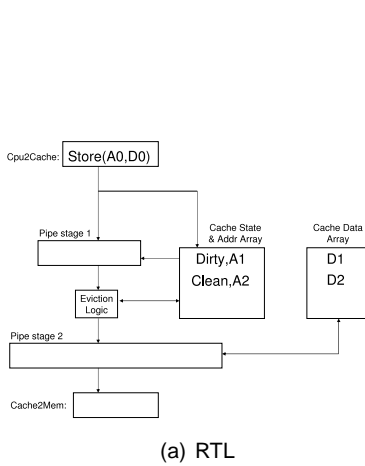 Cpu2Cache: Store(A0,D0)
Pipe stage 1
Cache State
& Addr Array
Cache Data
Array
Dirty,A1
Clean,A2
D1
D2
Eviction
Logic
Pipe stage 2
Cache2Mem:
(a) RTL